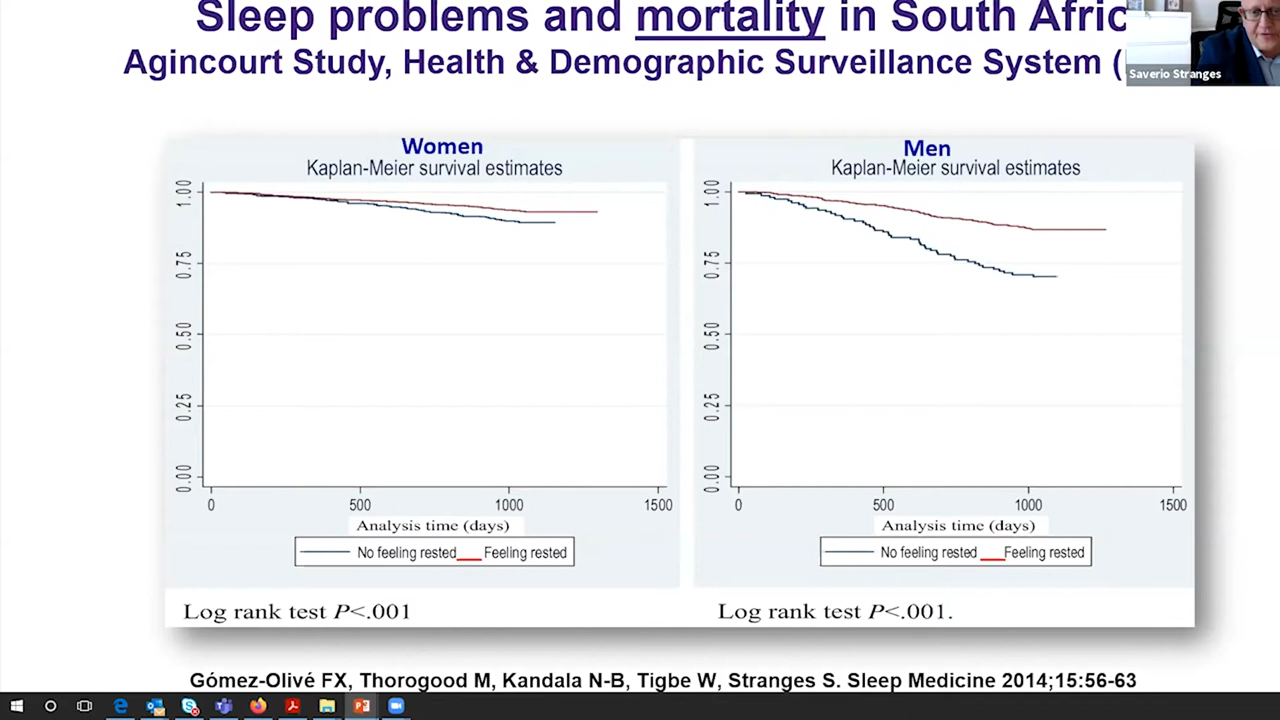 Sleep problems and mortality in South Afric
Agincourt Study, Health & Demographic Surveillance System (
Saverio Stranges
Women
Kaplan-Meier survival estimates
1.00
0.75
0.50
0.25
0.00
0 500 1000 1500
Analysis time (days)
No feeling rested Feeling rested
Log rank test P<.001
Men
Kaplan-Meier survival estimates
1.00
0.75
0.50
0.25
0.00
0 500 1000 1500
Analysis time (days)
No feeling rested Feeling rested
Log rank test P<.001.
Gómez-Olivé FX, Thorogood M, Kandala N-B, Tigbe W, Stranges S. Sleep Medicine 2014;15:56-63